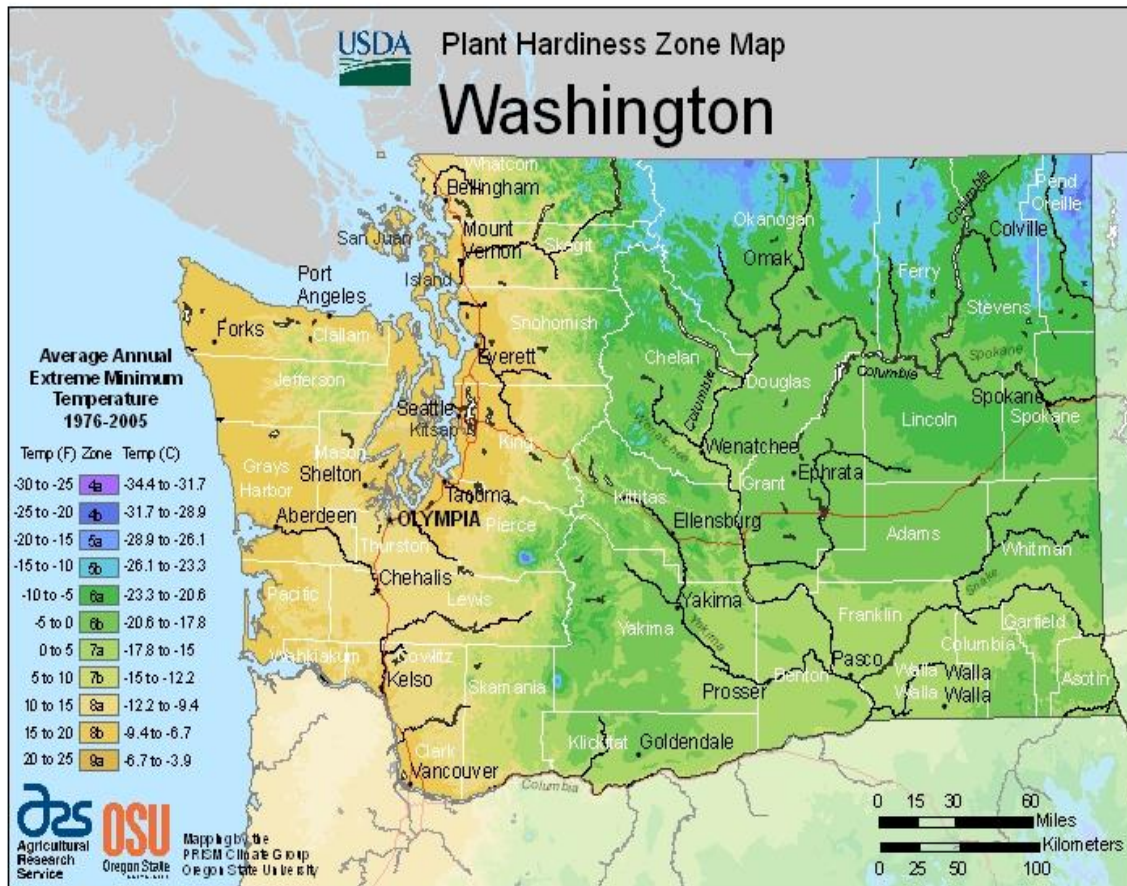 USDA
Plant Hardiness Zone Map
Washington
Whatcom
Bellingham
San Juan
Mount
Vernon
Skagit
Island
Okanogan
Omak
Ferry
Columbia
Pend
Oreille
Colville
Stevens
Port
Angeles
Forks
Clallam
Jefferson
Snohomish
Everett
Chelan
Douglas
Columbia
Columbia
Spokane
Spokane
Spokane
Lincoln
Seattle
Kitsap
King
Wenatchee
Wenatchee
Ephrata
Grant
Mason
Shelton
Grays
Harbor
Tacoma
Kittitas
Aberdeen
OLYMPIA
Pierce
Ellensburg
Adams
Whitman
Thurston
Chehalis
Pacific
Lewis
Snake
Yakima
Yakima
Yakima
Franklin
Garfield
Columbia
Wahkiakum
Cowlitz
Kelso
Skamania
Pasco
Benton
Prosser
Walla
Walla
Walla
Walla
Asotin
Klickitat
Goldendale
Clark
Vancouver
Columbia
Average Annual
Extreme Minimum
Temperature
1976-2005
Temp (F) Zone Temp (C)
-30 to -25 4a -34.4 to -31.7
-25 to -20 4b -31.7 to -28.9
-20 to -15 5a -28.9 to -26.1
-15 to -10 5b -26.1 to -23.3
-10 to -5 6a -23.3 to -20.6
-5 to 0 6b -20.6 to -17.8
0 to 5 7a -17.8 to -15
5 to 10 7b -15 to -12.2
10 to 15 8a -12.2 to -9.4
15 to 20 8b -9.4 to -6.7
20 to 25 9a -6.7 to -3.9
ars
Agricultural
Research
Service
OSU
Oregon State
Mapping by the
PRISM Climate Group
Oregon State University
0 15 30 60
Miles
Kilometers
0 25 50 100